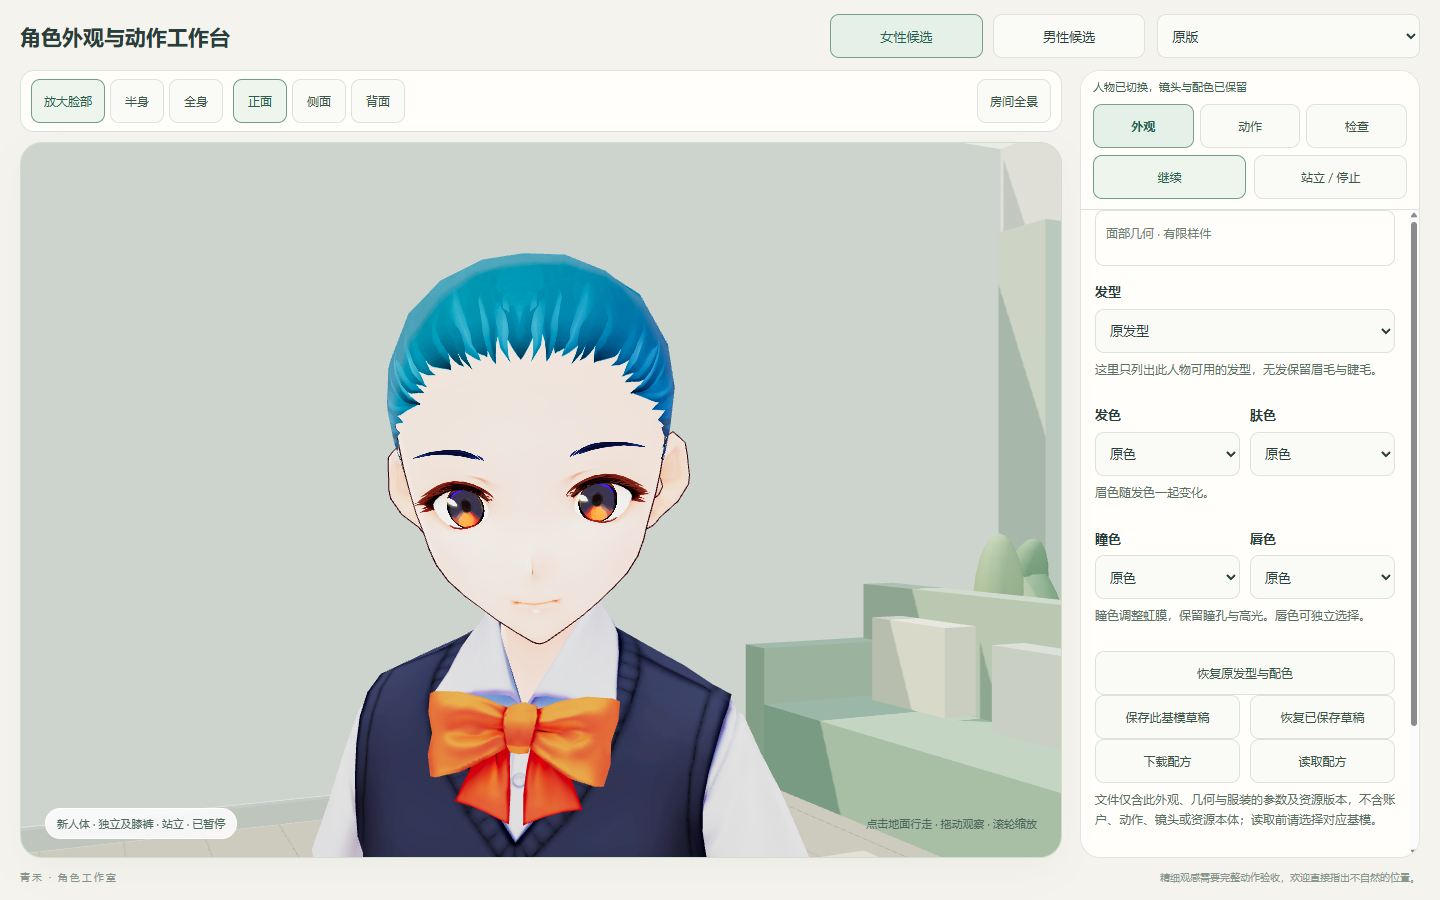 角色外观与动作工作台
女性候选
男性候选
原版
放大脸部
半身
全身
正面
侧面
背面
房间全景
人物已切换，镜头与配色已保留
外观
动作
检查
继续
站立 / 停止
面部几何 · 有限样件
发型
原发型
这里只列出此人物可用的发型，无发保留眉毛与睫毛。
发色
肤色
原色
原色
眉色随发色一起变化。
瞳色
唇色
原色
原色
瞳色调整虹膜，保留瞳孔与高光。唇色可独立选择。
恢复原发型与配色
保存此基模草稿
恢复已保存草稿
下载配方
读取配方
文件仅含此外观、几何与服装的参数及资源版本，不含账
户、动作、镜头或资源本体；读取前请选择对应基模。
新人体 · 独立及膝裤 · 站立 · 已暂停
点击地面行走 · 拖动观察 · 滚轮缩放
青禾 · 角色工作室
精细观感需要完整动作验收，欢迎直接指出不自然的位置。